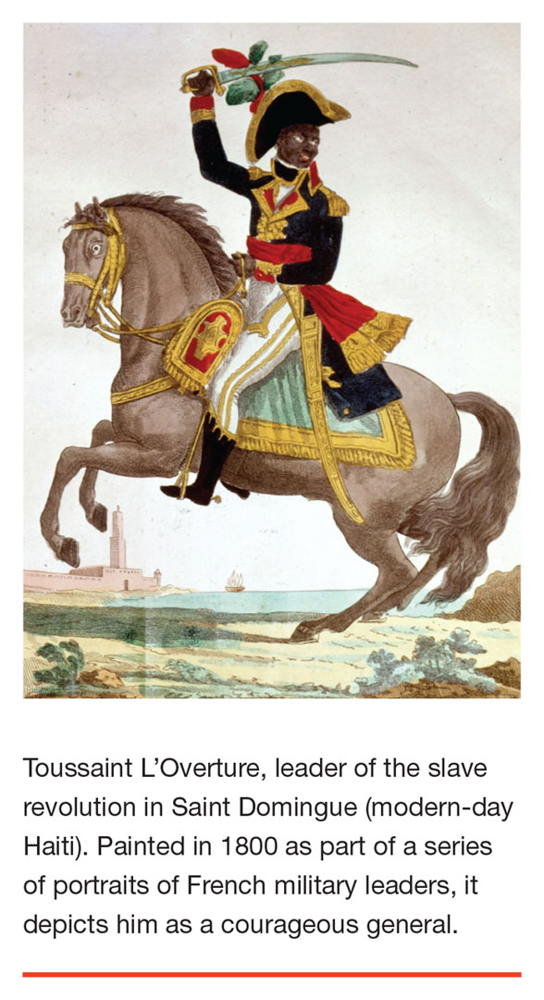 Toussaint L’Overture, leader of the slave
revolution in Saint Domingue (modern-day
Haiti). Painted in 1800 as part of a series
of portraits of French military leaders, it
depicts him as a courageous general.